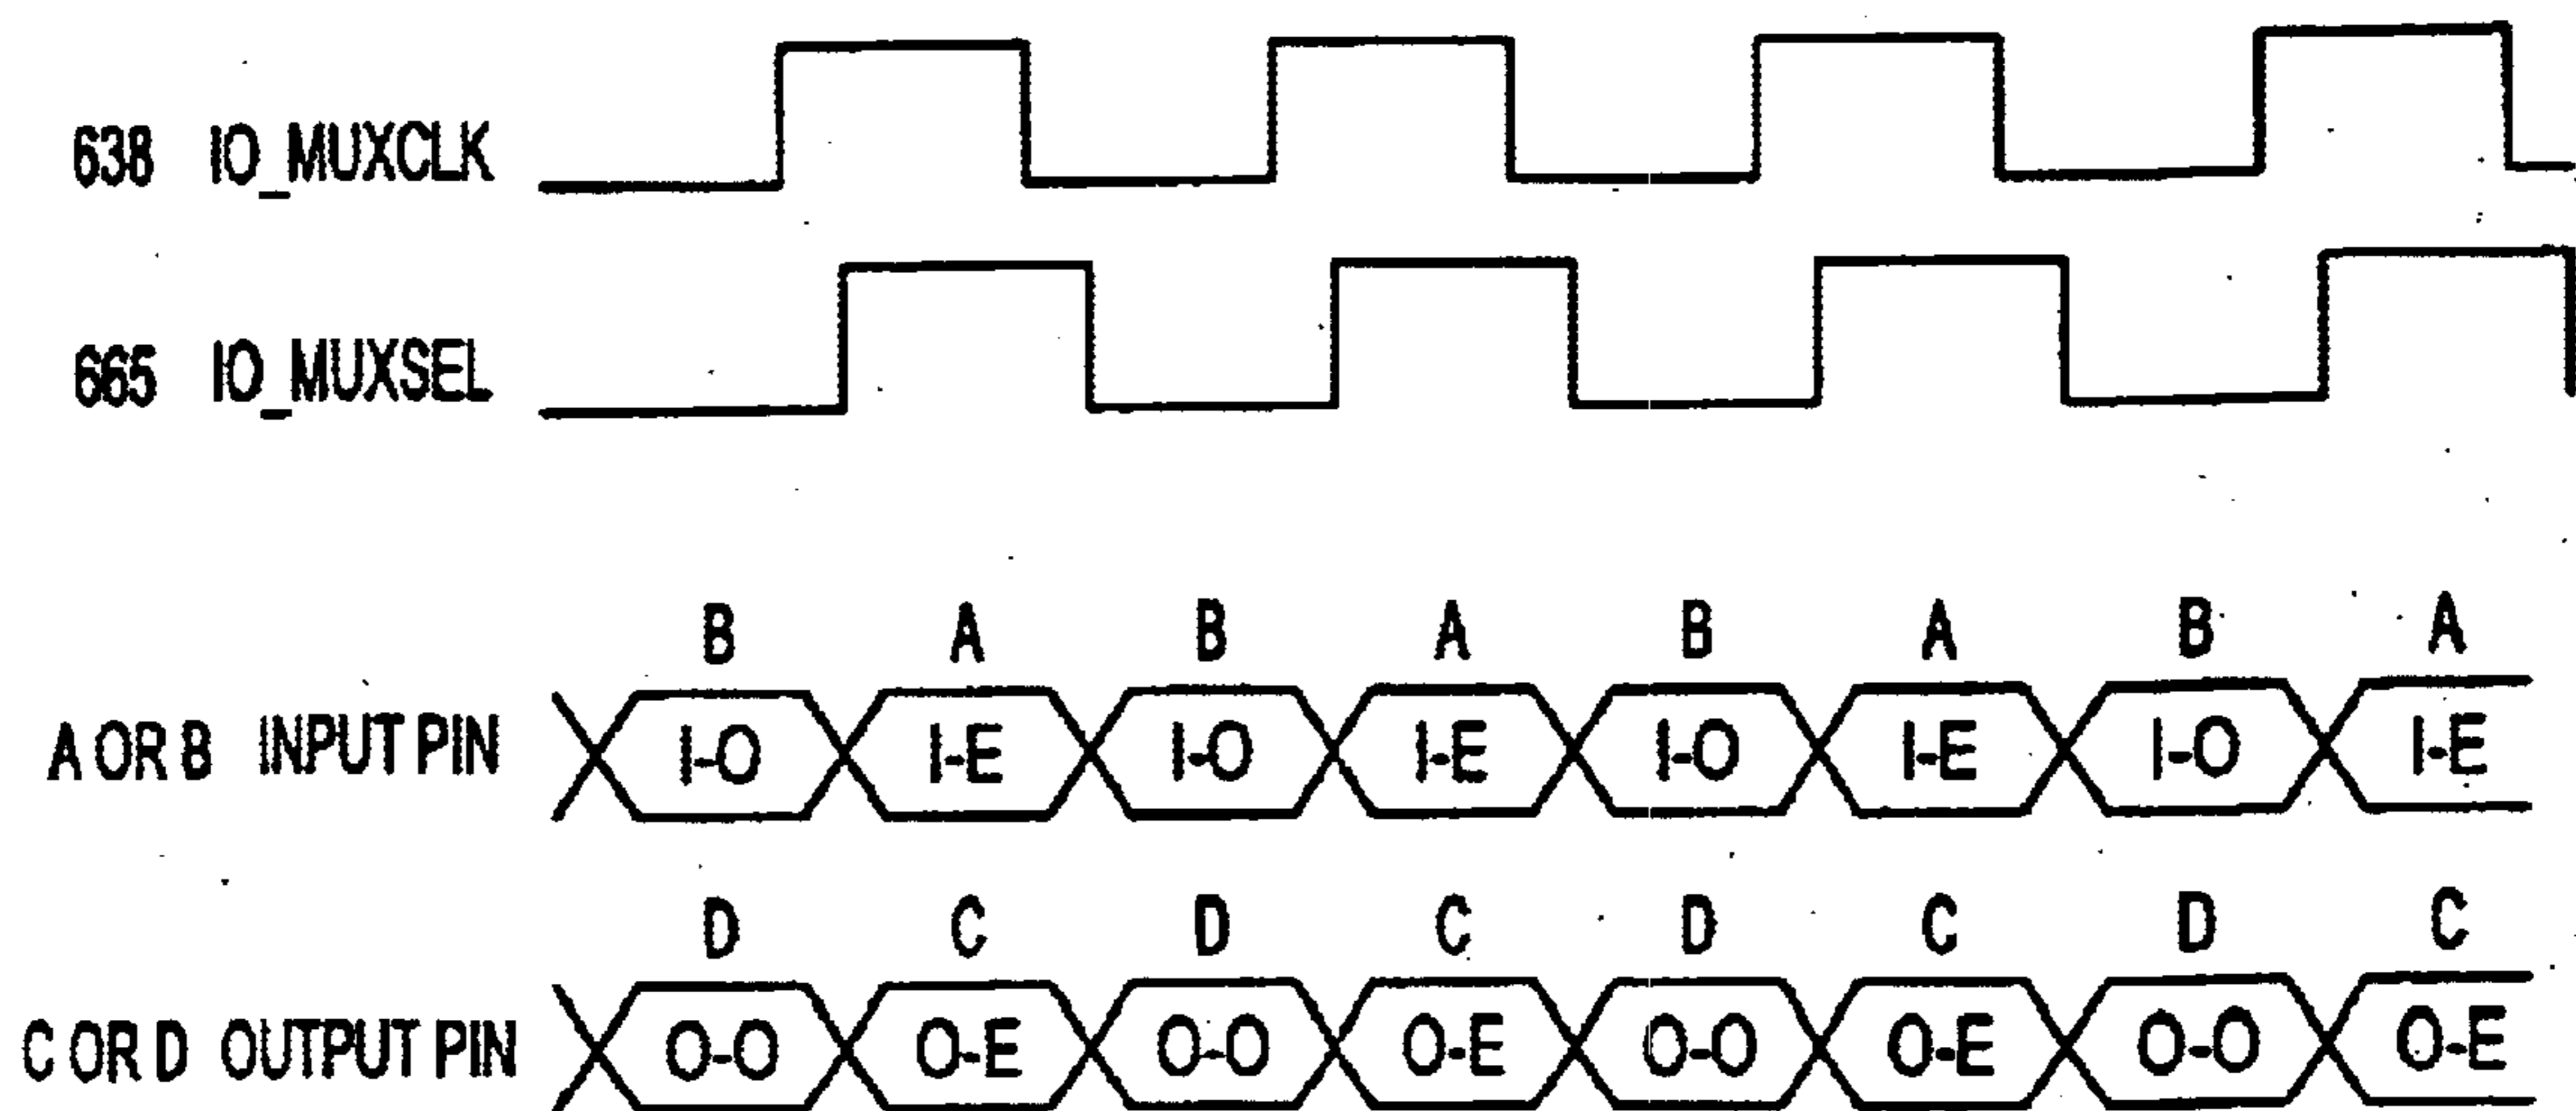 638 IO_MUXCLK
665 IO_MUXSEL
B A B A B A B A
A OR B INPUT PIN I-O I-E I-O I-E I-O I-E I-O I-E
D C D C D C D C
C OR D OUTPUT PIN O-O O-E O-O O-E O-O O-E O-O O-E